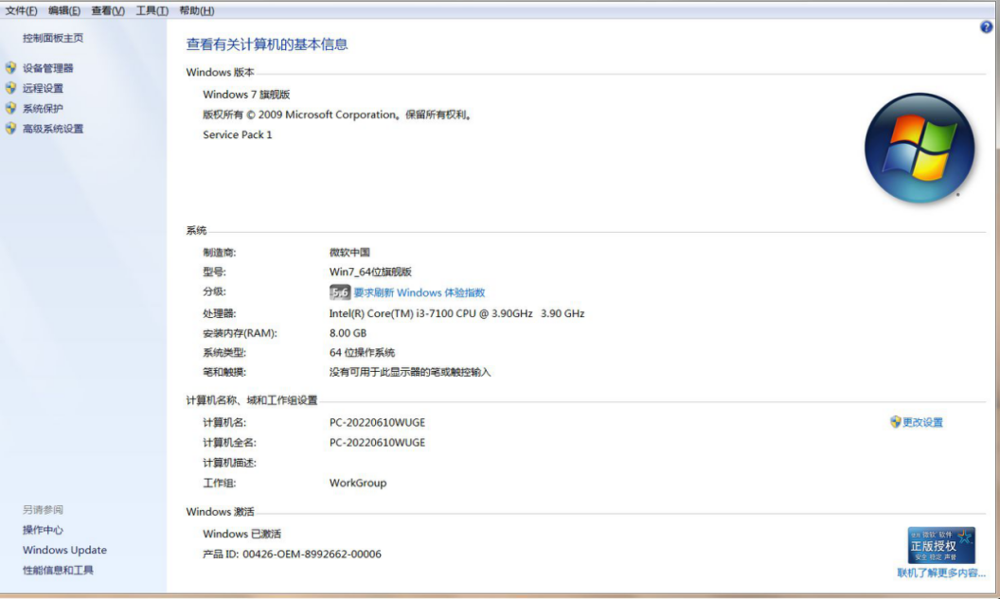 文件(F) 编辑(E) 查看(V) 工具(T) 帮助(H)
控制面板主页
设备管理器
远程设置
系统保护
高级系统设置
另请参阅
操作中心
Windows Update
性能信息和工具
查看有关计算机的基本信息
Windows 版本
Windows 7 旗舰版
版权所有 © 2009 Microsoft Corporation。保留所有权利。
Service Pack 1
系统
制造商: 微软中国
型号: Win7_64位旗舰版
分级: 5.6 要求刷新 Windows 体验指数
处理器: Intel(R) Core(TM) i3-7100 CPU @ 3.90GHz 3.90 GHz
安装内存(RAM): 8.00 GB
系统类型: 64 位操作系统
笔和触摸: 没有可用于此显示器的笔或触控输入
计算机名称、域和工作组设置
计算机名: PC-20220610WUGE 更改设置
计算机全名: PC-20220610WUGE
计算机描述:
工作组: WorkGroup
Windows 激活
Windows 已激活
产品 ID: 00426-OEM-8992662-00006
使用 微软 软件
正版授权
安全 稳定 声誉
联机了解更多内容...